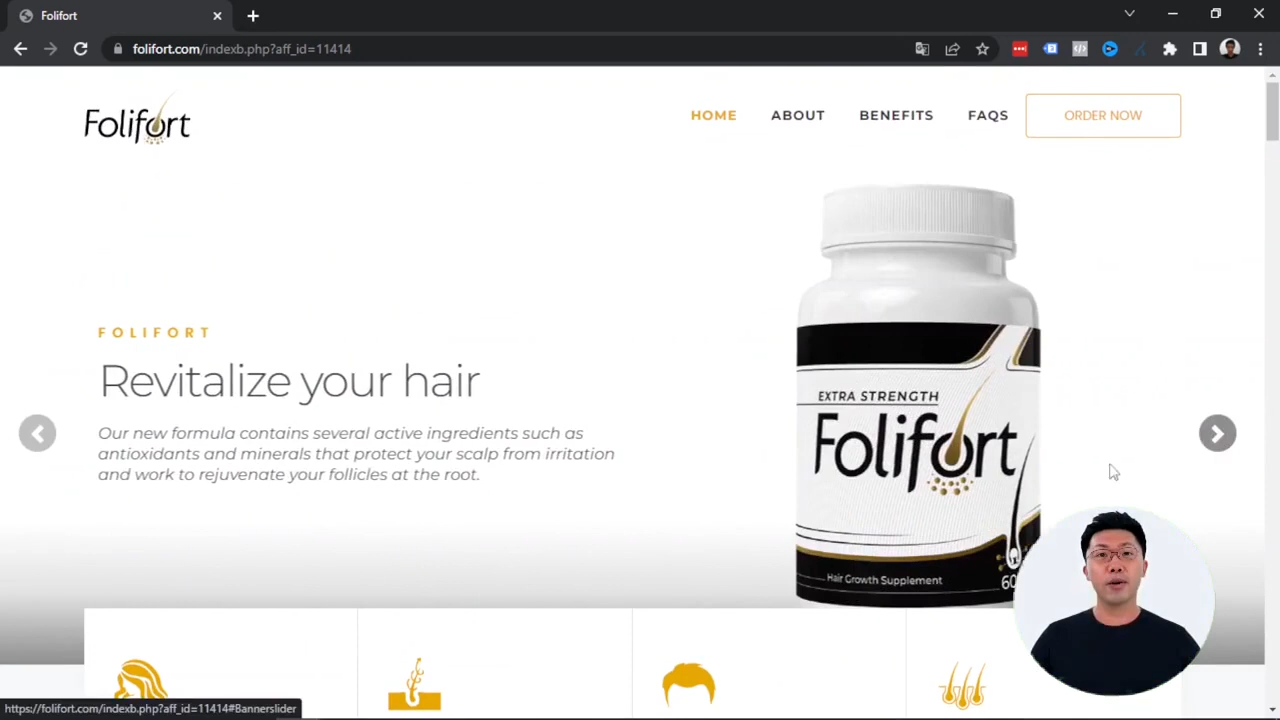 Folifort
folifort.com/indexb.php?aff_id=11414
Folifort
HOME
ABOUT
BENEFITS
FAQS
ORDER NOW
FOLIFORT
Revitalize your hair
Our new formula contains several active ingredients such as
antioxidants and minerals that protect your scalp from irritation
and work to rejuvenate your follicles at the root.
EXTRA STRENGTH
Folifort
Hair Growth Supplement
60
https://folifort.com/indexb.php?aff_id=11414#Bannerslider